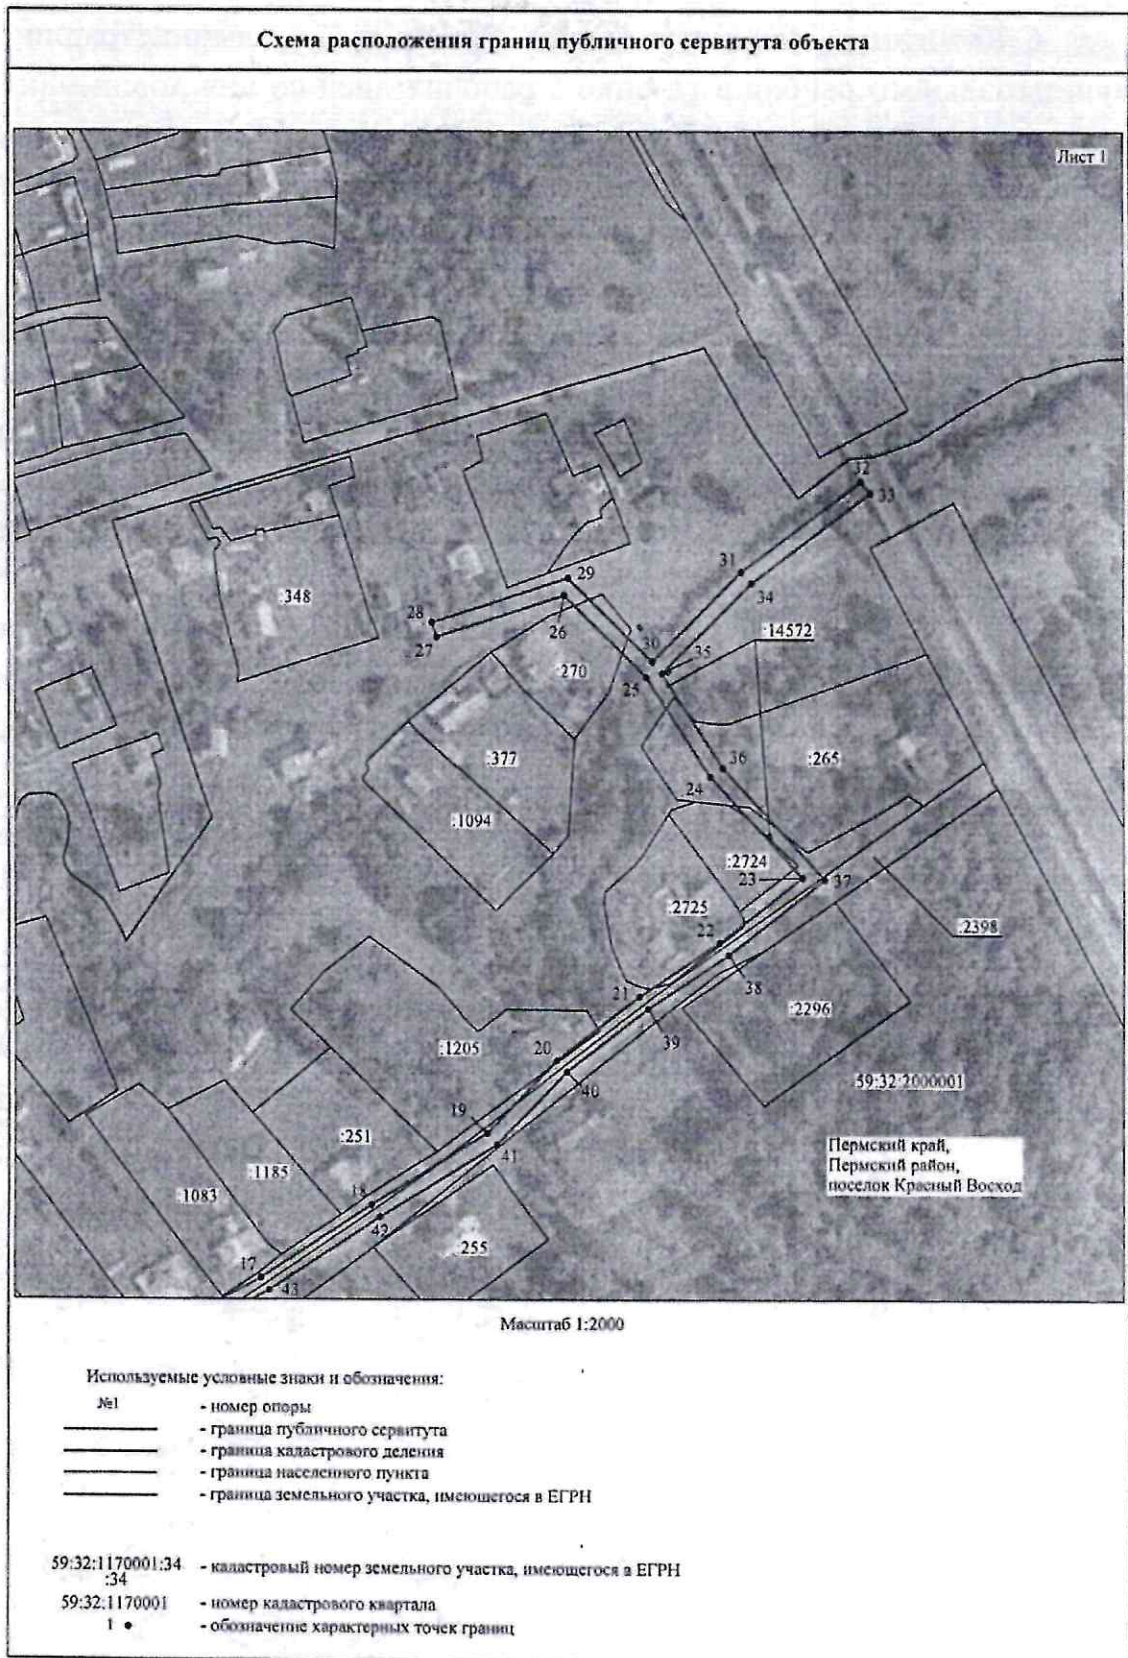 Схема расположения границ публичного сервитута объекта
Лист 1
32
33
31
34
29
:348
28
26
:14572
27
30
35
270
25
:377
36
:265
24
:1094
:2724
23
37
:2725
:2398
22
38
21
:2296
39
:1205
20
40
59:32:2000001
19
:251
41
Пермский край,
Пермский район,
поселок Красный Восход
:1185
:1083
18
42
:255
17
43
Масштаб 1:2000
Используемые условные знаки и обозначения:
№1 - номер опоры
- граница публичного сервитута
- граница кадастрового деления
- граница населенного пункта
- граница земельного участка, имеющегося в ЕГРН
59:32:1170001:34 - кадастровый номер земельного участка, имеющегося в ЕГРН
:34
59:32:1170001 - номер кадастрового квартала
1 - обозначение характерных точек границ